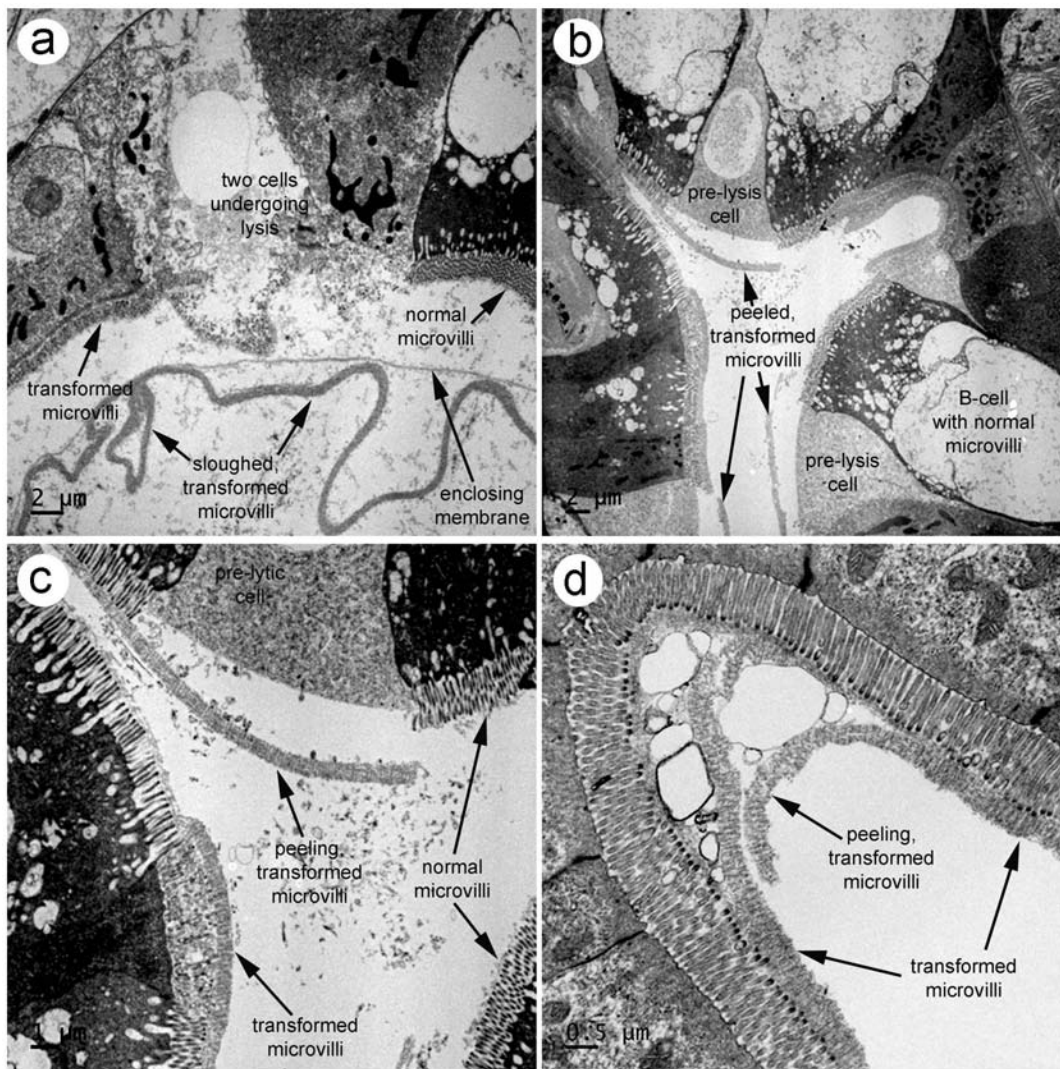 a
two cells
undergoing
lysis
normal
microvilli
transformed
microvilli
sloughed,
transformed
microvilli
enclosing
membrane
2 µm
b
pre-lysis
cell
peeled,
transformed
microvilli
B-cell
with normal
microvilli
pre-lysis
cell
2 µm
c
pre-lytic
cell
peeling,
transformed
microvilli
normal
microvilli
transformed
microvilli
1 µm
d
peeling,
transformed
microvilli
transformed
microvilli
0.5 µm